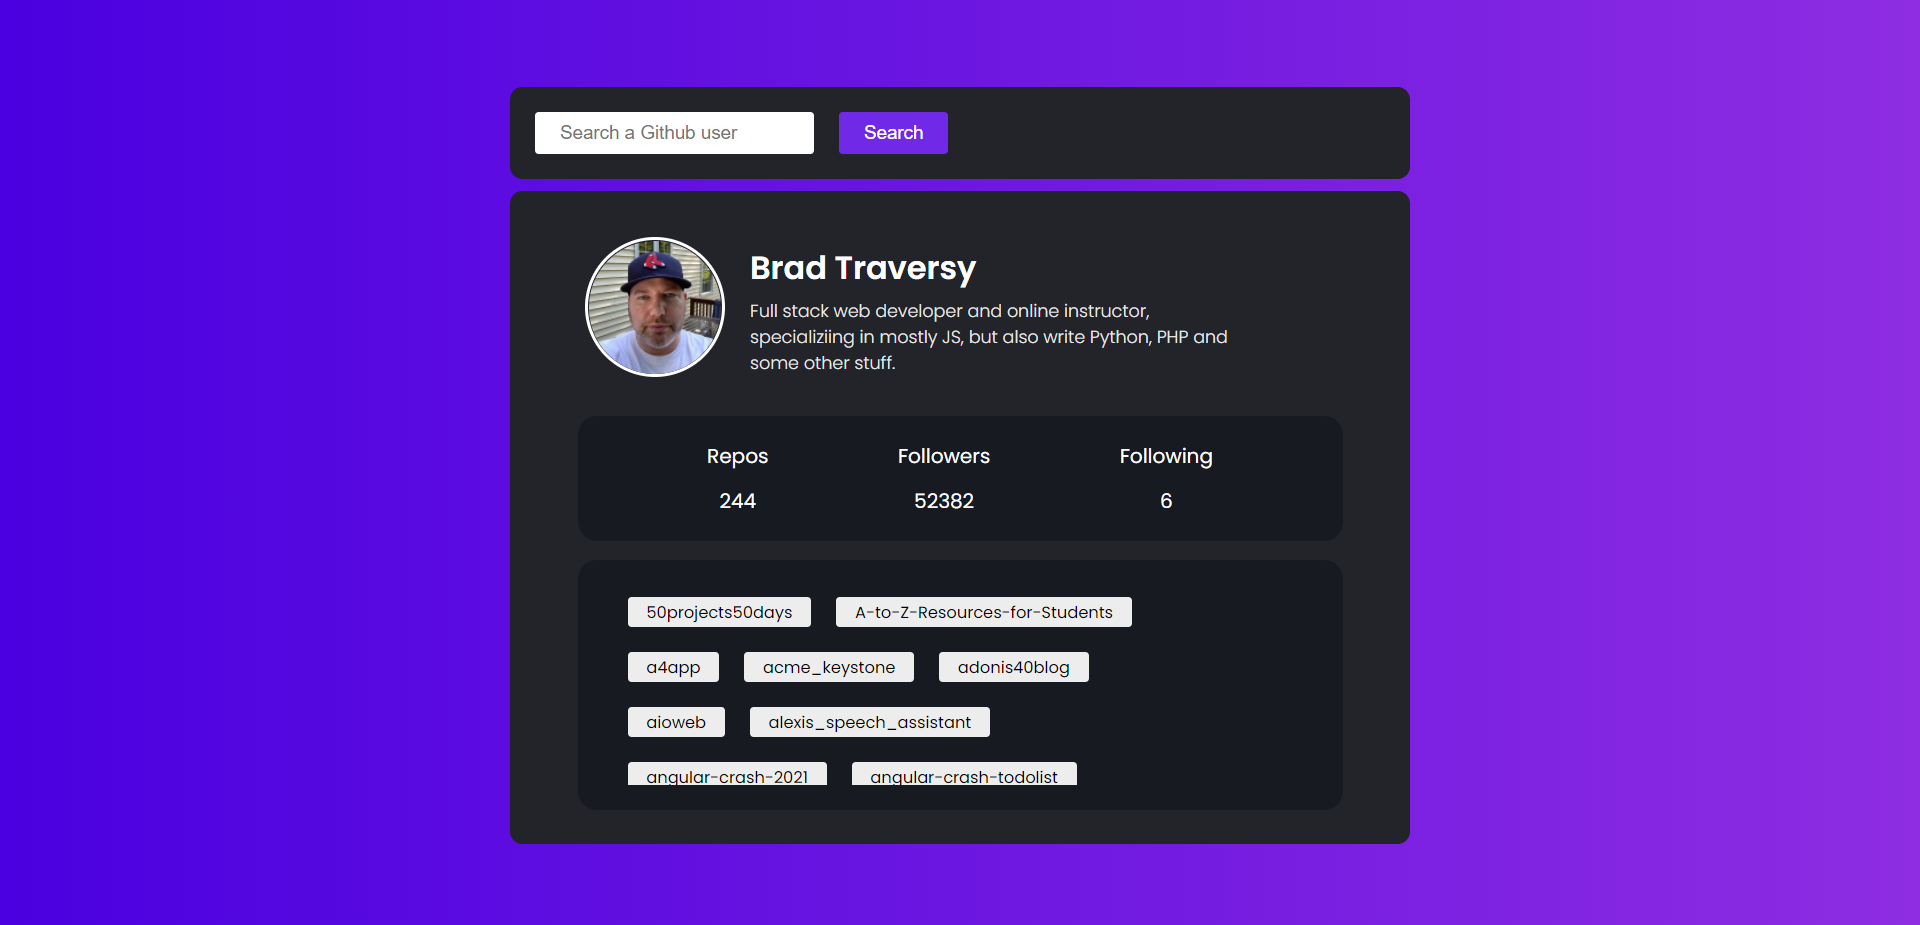 Search a Github user Search
Brad Traversy
Full stack web developer and online instructor,
specializiing in mostly JS, but also write Python, PHP and
some other stuff.
Repos Followers Following
244 52382 6
50projects50days A-to-Z-Resources-for-Students
a4app acme_keystone adonis40blog
aioweb alexis_speech_assistant
angular-crash-2021 angular-crash-todolist